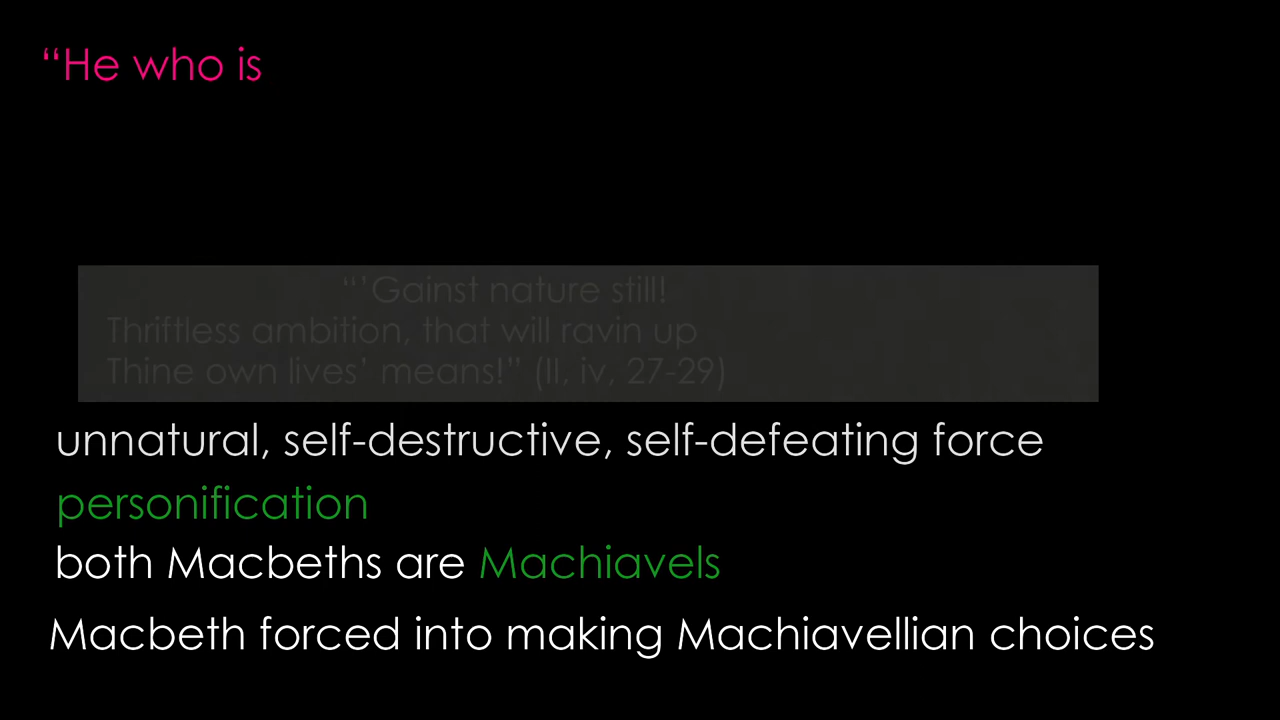 “He who is
“’Gainst nature still!
Thriftless ambition, that will ravin up
Thine own lives’ means!” (II, iv, 27-29)
unnatural, self-destructive, self-defeating force
personification
both Macbeths are Machiavels
Macbeth forced into making Machiavellian choices